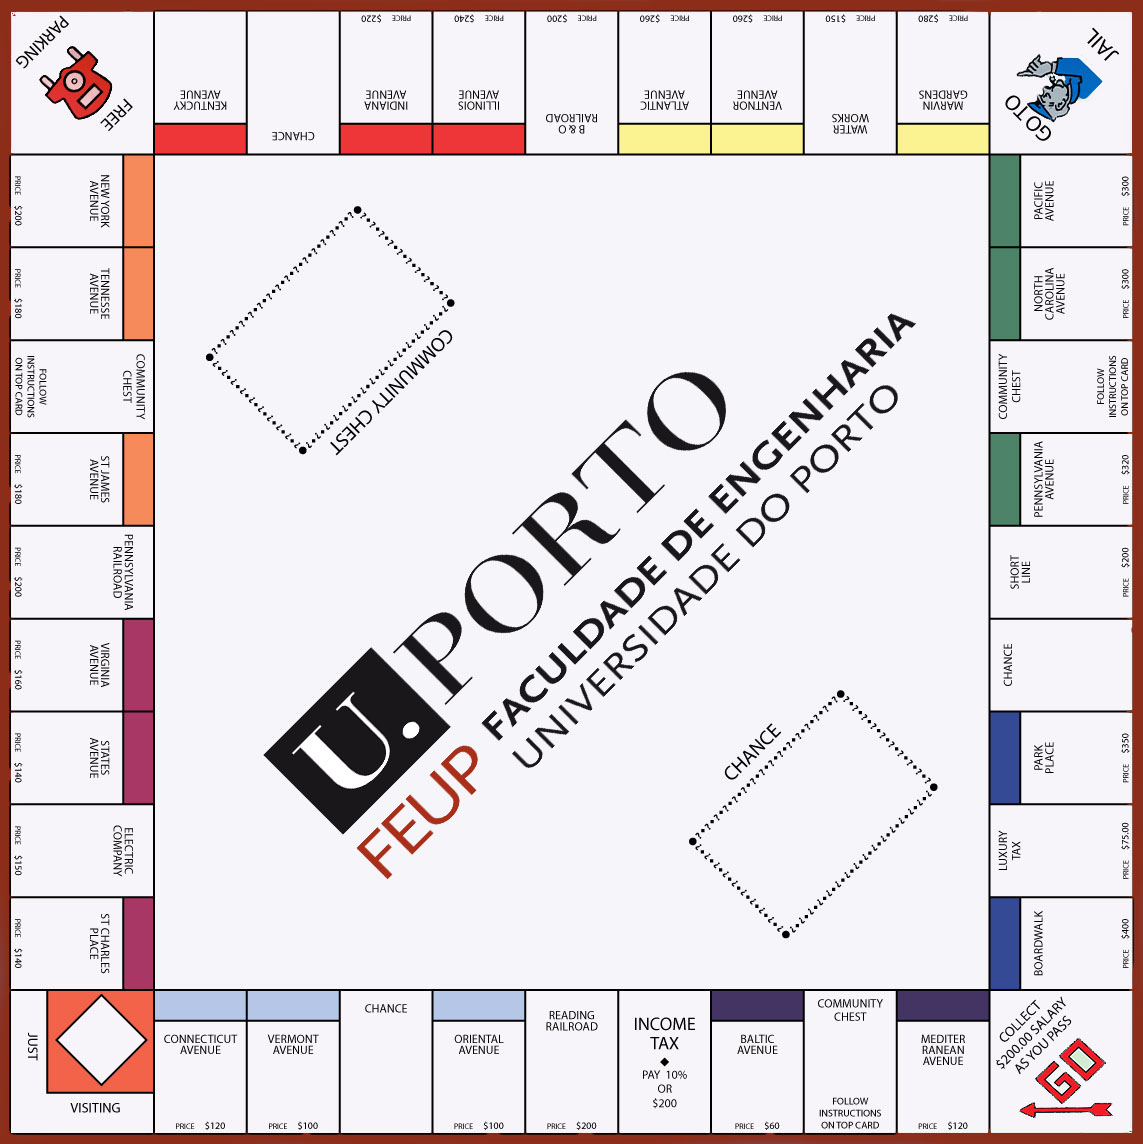 PARKING
FREE
KENTUCKY
AVENUE
CHANCE
PRICE $220
INDIANA
AVENUE
PRICE $240
ILLINOIS
AVENUE
PRICE $200
B & O
RAILROAD
PRICE $260
ATLANTIC
AVENUE
PRICE $260
VENTNOR
AVENUE
PRICE $150
WATER
WORKS
PRICE $280
MARVIN
GARDENS
GO TO
JAIL
NEW YORK
AVENUE
PRICE $200
TENNESSE
AVENUE
PRICE $180
COMMUNITY
CHEST
FOLLOW
INSTRUCTIONS
ON TOP CARD
ST JAMES
AVENUE
PRICE $180
PENNSYLVANIA
RAILROAD
PRICE $200
VIRGINIA
AVENUE
PRICE $160
STATES
AVENUE
PRICE $140
ELECTRIC
COMPANY
PRICE $150
ST CHARLES
PLACE
PRICE $140
COMMUNITY CHEST
U.PORTO
FEUP FACULDADE DE ENGENHARIA
UNIVERSIDADE DO PORTO
CHANCE
PACIFIC
AVENUE
PRICE $300
NORTH
CAROLINA
AVENUE
PRICE $300
COMMUNITY
CHEST
FOLLOW
INSTRUCTIONS
ON TOP CARD
PENNSYLVANIA
AVENUE
PRICE $320
SHORT
LINE
PRICE $200
CHANCE
PARK
PLACE
PRICE $350
LUXURY
TAX
PRICE $75.00
BOARDWALK
PRICE $400
JUST
VISITING
CONNECTICUT
AVENUE
PRICE $120
VERMONT
AVENUE
PRICE $100
CHANCE
ORIENTAL
AVENUE
PRICE $100
READING
RAILROAD
PRICE $200
INCOME
TAX
PAY 10%
OR
$200
BALTIC
AVENUE
PRICE $60
COMMUNITY
CHEST
FOLLOW
INSTRUCTIONS
ON TOP CARD
MEDITER
RANEAN
AVENUE
PRICE $120
COLLECT
$200.00 SALARY
AS YOU PASS
GO